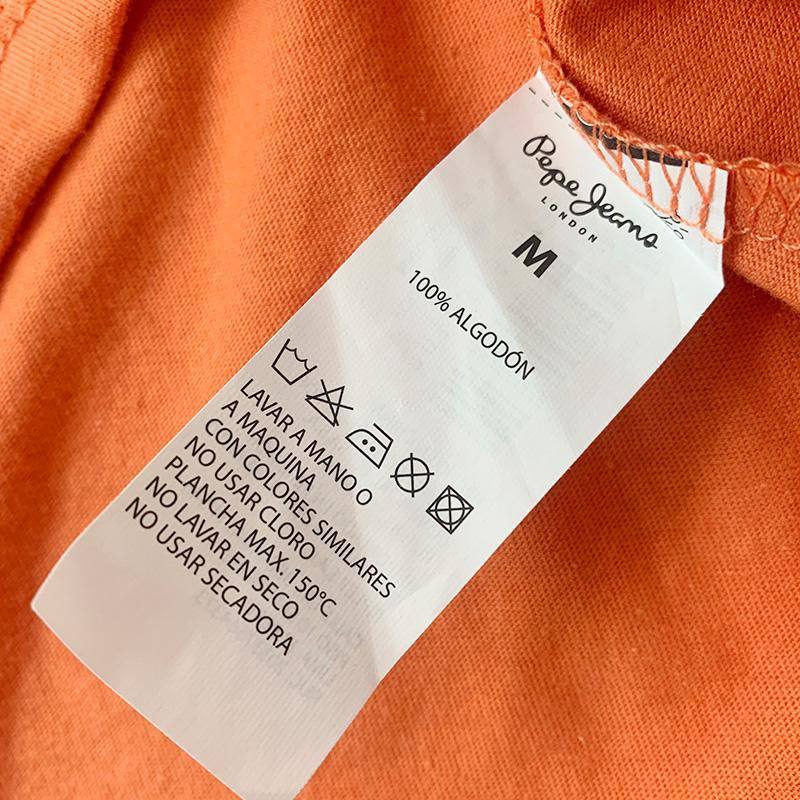 Pepe Jeans
LONDON
M
100% ALGODÓN
LAVAR A MANO O
A MAQUINA
CON COLORES SIMILARES
NO USAR CLORO
PLANCHA MAX. 150°C
NO LAVAR EN SECO
NO USAR SECADORA